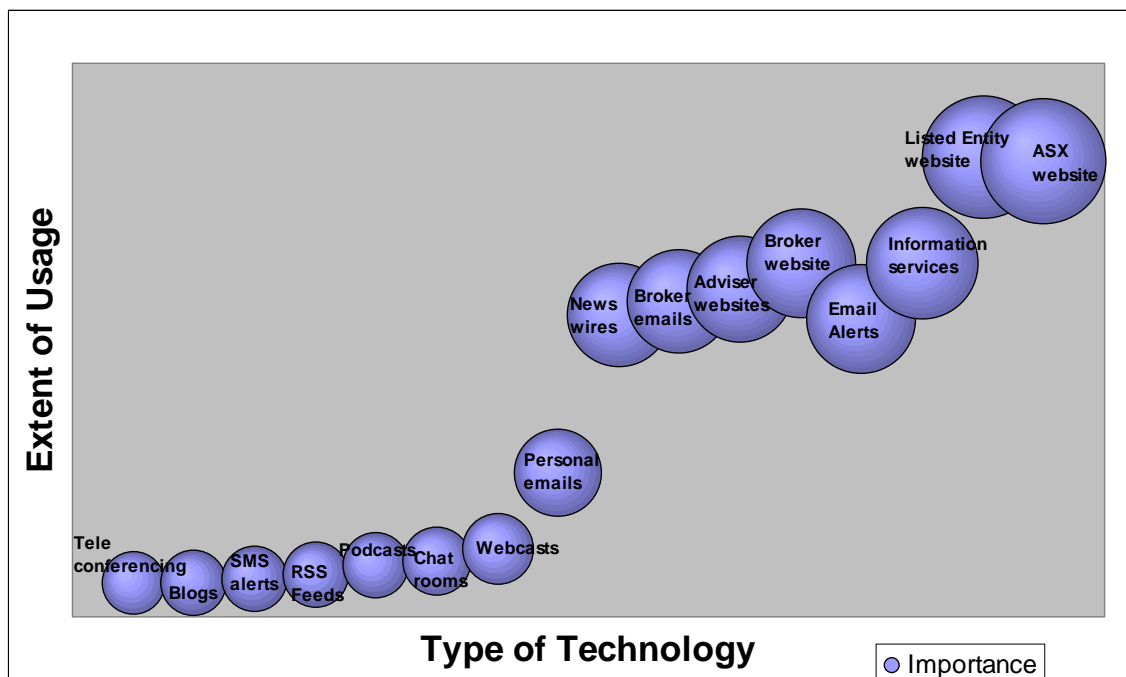 Extent of Usage
Listed Entity
website
ASX
website
Broker
website
Information
services
Adviser
websites
Broker
emails
News
wires
Email
Alerts
Personal
emails
Tele
conferencing
Blogs
SMS
alerts
RSS
Feeds
Podcasts
Chat
rooms
Webcasts
Type of Technology
Importance